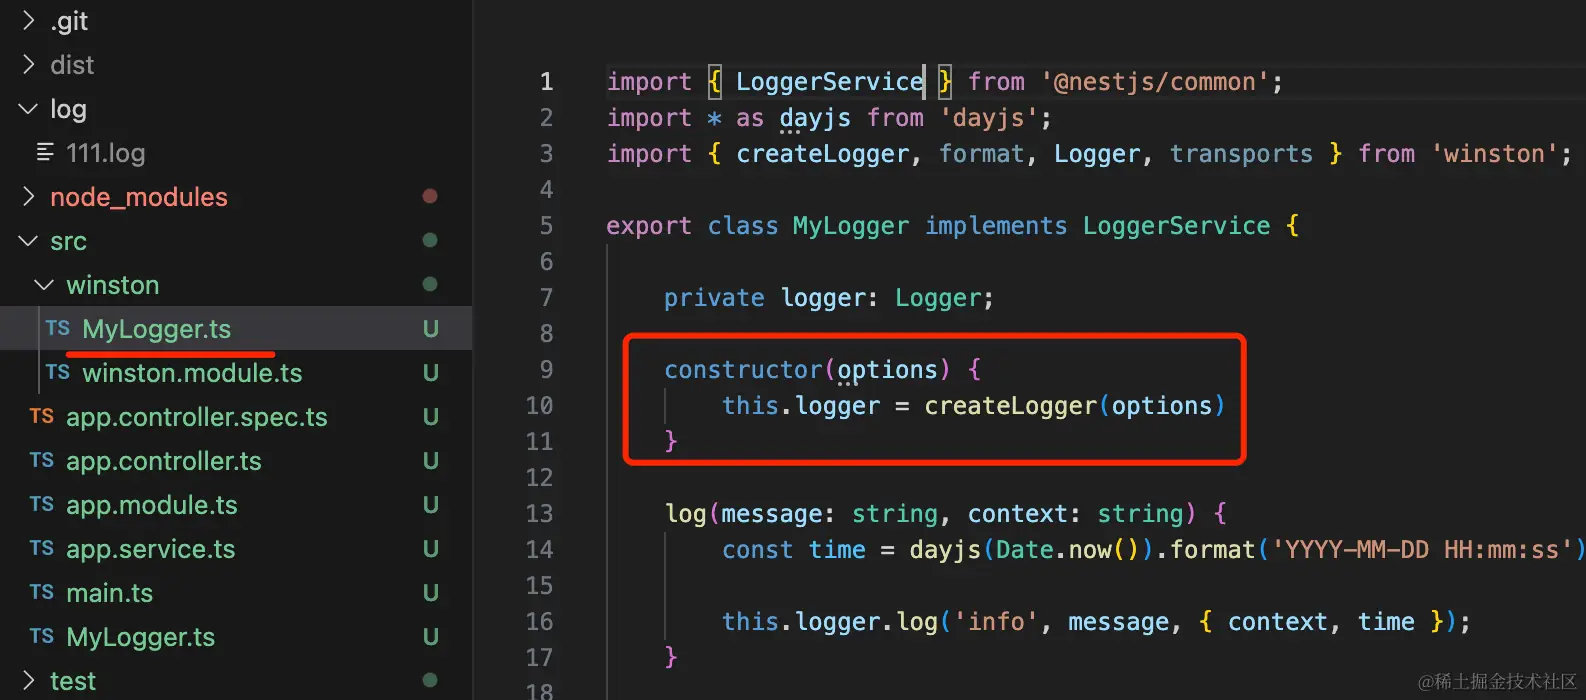 .git
dist
log
111.log
node_modules
src
winston
TS MyLogger.ts U
TS winston.module.ts U
TS app.controller.spec.ts U
TS app.controller.ts U
TS app.module.ts U
TS app.service.ts U
TS main.ts U
TS MyLogger.ts U
test
1 import { LoggerService } from '@nestjs/common';
2 import * as dayjs from 'dayjs';
3 import { createLogger, format, Logger, transports } from 'winston';
4
5 export class MyLogger implements LoggerService {
6
7 private logger: Logger;
8
9 constructor(options) {
10 this.logger = createLogger(options)
11 }
12
13 log(message: string, context: string) {
14 const time = dayjs(Date.now()).format('YYYY-MM-DD HH:mm:ss')
15
16 this.logger.log('info', message, { context, time });
17 }
18
@稀土掘金技术社区